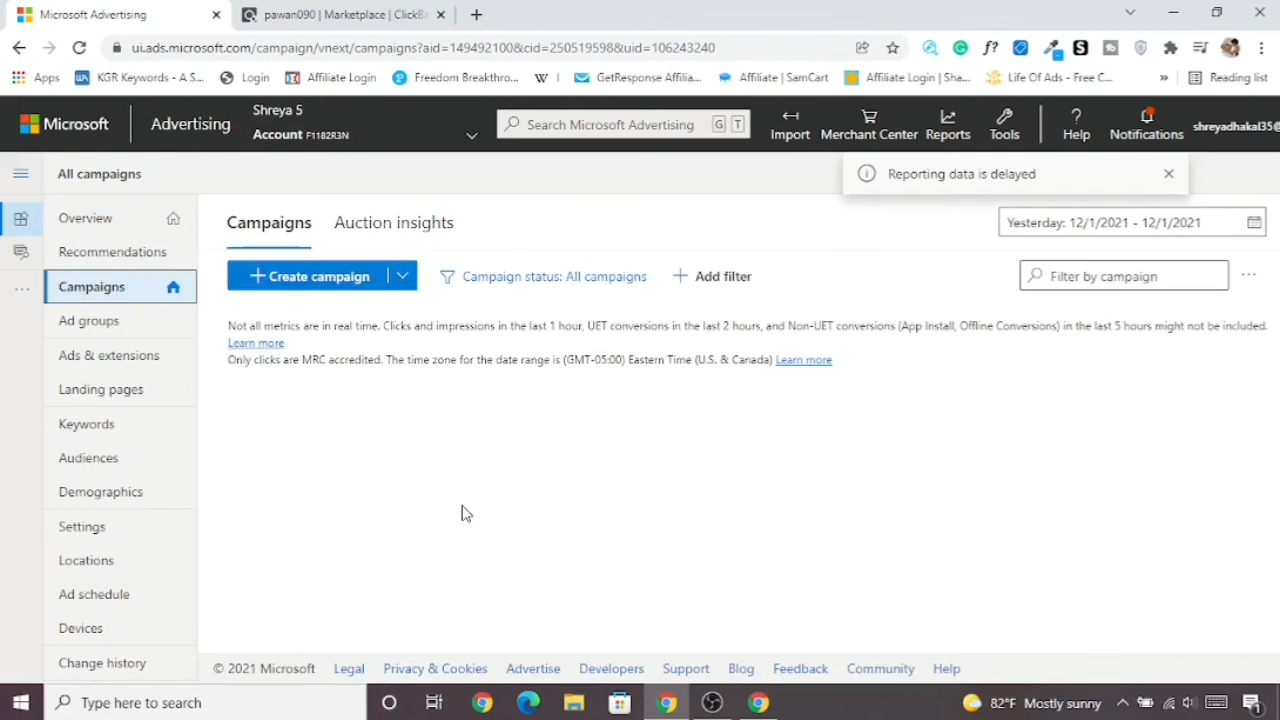 Microsoft Advertising
pawan090 | Marketplace | ClickBa
ui.ads.microsoft.com/campaign/vnext/campaigns?aid=149492100&cid=250519598&uid=106243240
Apps
KGR Keywords - A S...
Login
Affiliate Login
Freedom Breakthro...
GetResponse Affilia...
Affiliate | SamCart
Affiliate Login | Sha...
Life Of Ads - Free C...
»
Reading list
Microsoft
Advertising
Shreya 5
Account F1182R3N
Search Microsoft Advertising G T
Import
Merchant Center
Reports
Tools
Help
Notifications
shreyadhakal35@
All campaigns
Reporting data is delayed
Overview
Recommendations
Campaigns
Ad groups
Ads & extensions
Landing pages
Keywords
Audiences
Demographics
Settings
Locations
Ad schedule
Devices
Change history
Campaigns
Auction insights
Yesterday: 12/1/2021 - 12/1/2021
Create campaign
Campaign status: All campaigns
Add filter
Filter by campaign
Not all metrics are in real time. Clicks and impressions in the last 1 hour, UET conversions in the last 2 hours, and Non-UET conversions (App Install, Offline Conversions) in the last 5 hours might not be included.
Learn more
Only clicks are MRC accredited. The time zone for the date range is (GMT-05:00) Eastern Time (U.S. & Canada) Learn more
© 2021 Microsoft
Legal
Privacy & Cookies
Advertise
Developers
Support
Blog
Feedback
Community
Help
Type here to search
82°F Mostly sunny